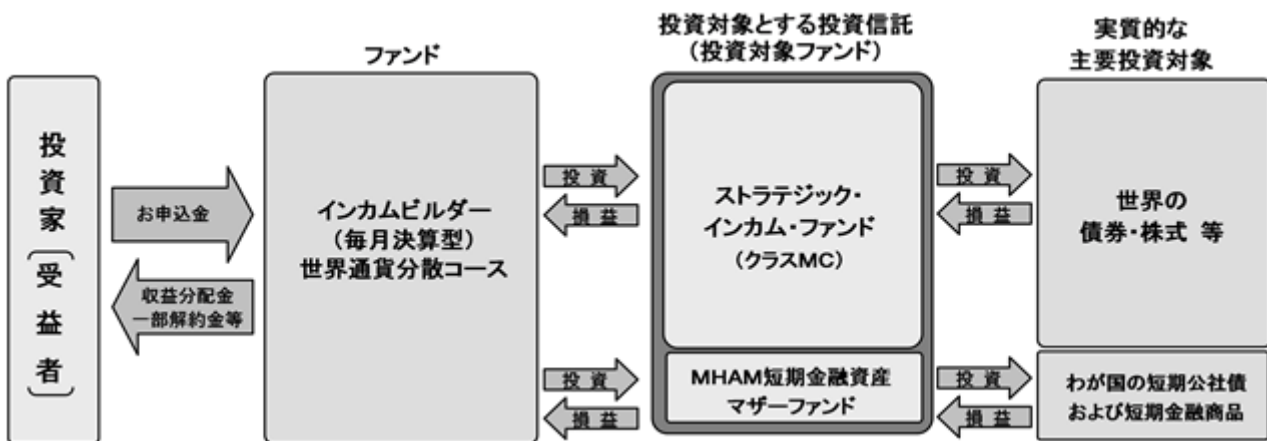 投資家〔受益者〕
お申込金
収益分配金
一部解約金等
ファンド
インカムビルダー
(毎月決算型)
世界通貨分散コース
投資
損益
投資
損益
投資対象とする投資信託
(投資対象ファンド)
ストラテジック・
インカム・ファンド
(クラスMC)
MHAM短期金融資産
マザーファンド
投資
損益
投資
損益
実質的な
主要投資対象
世界の
債券・株式 等
わが国の短期公社債
および短期金融商品